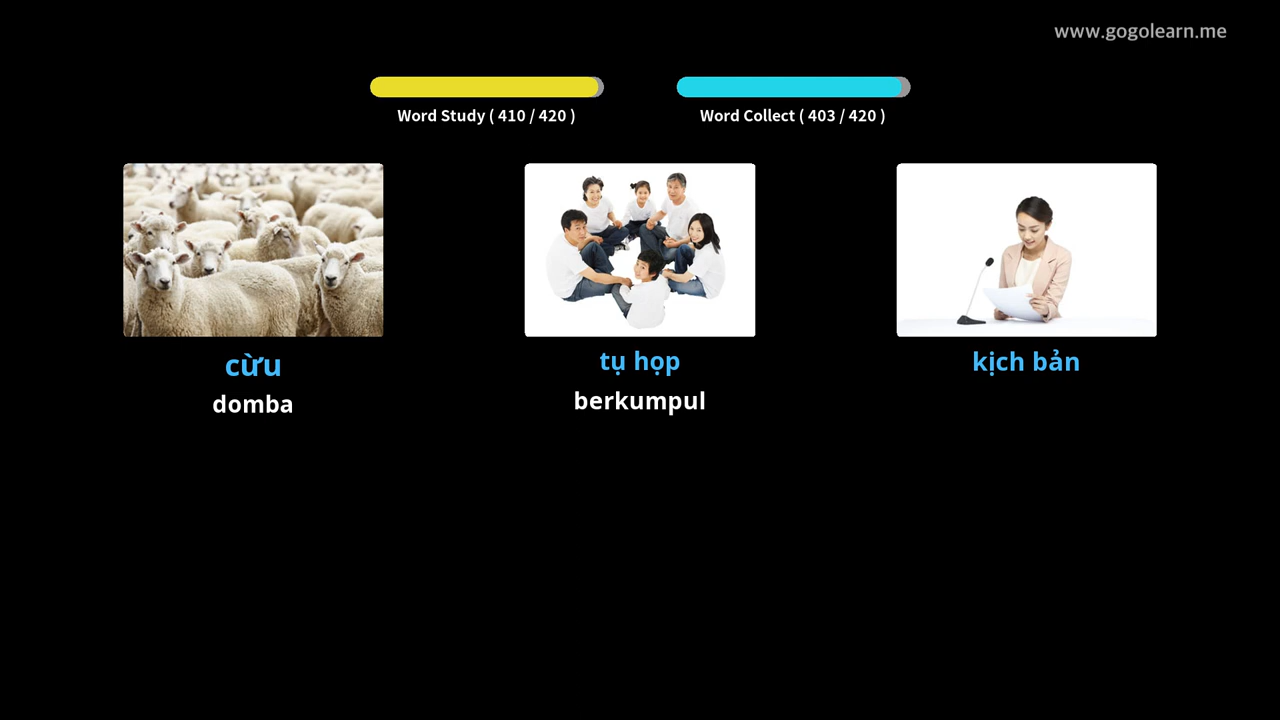 www.gogolearn.me
Word Study ( 410 / 420 )
Word Collect ( 403 / 420 )
cừu
domba
tụ họp
berkumpul
kịch bản